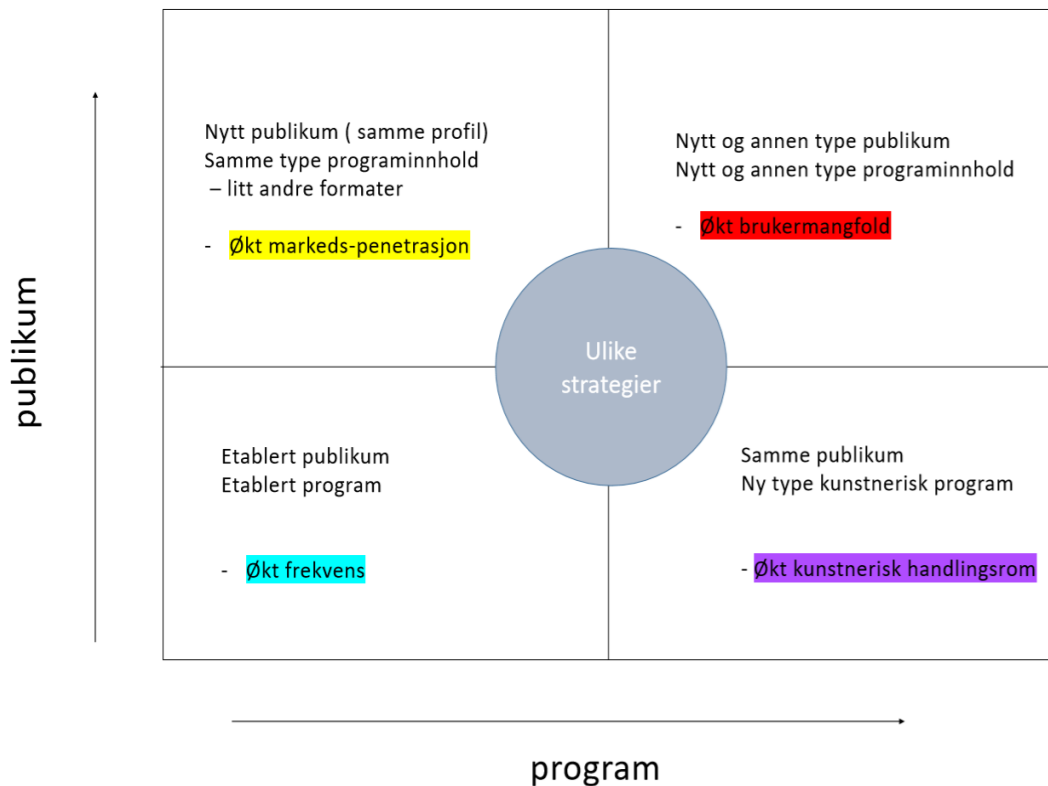 Nytt publikum ( samme profil)
Samme type programinnhold
– litt andre formater
- Økt markeds-penetrasjon
Nytt og annen type publikum
Nytt og annen type programinnhold
- Økt brukermangfold
publikum
Ulike
strategier
Etablert publikum
Etablert program
- Økt frekvens
Samme publikum
Ny type kunstnerisk program
- Økt kunstnerisk handlingsrom
program